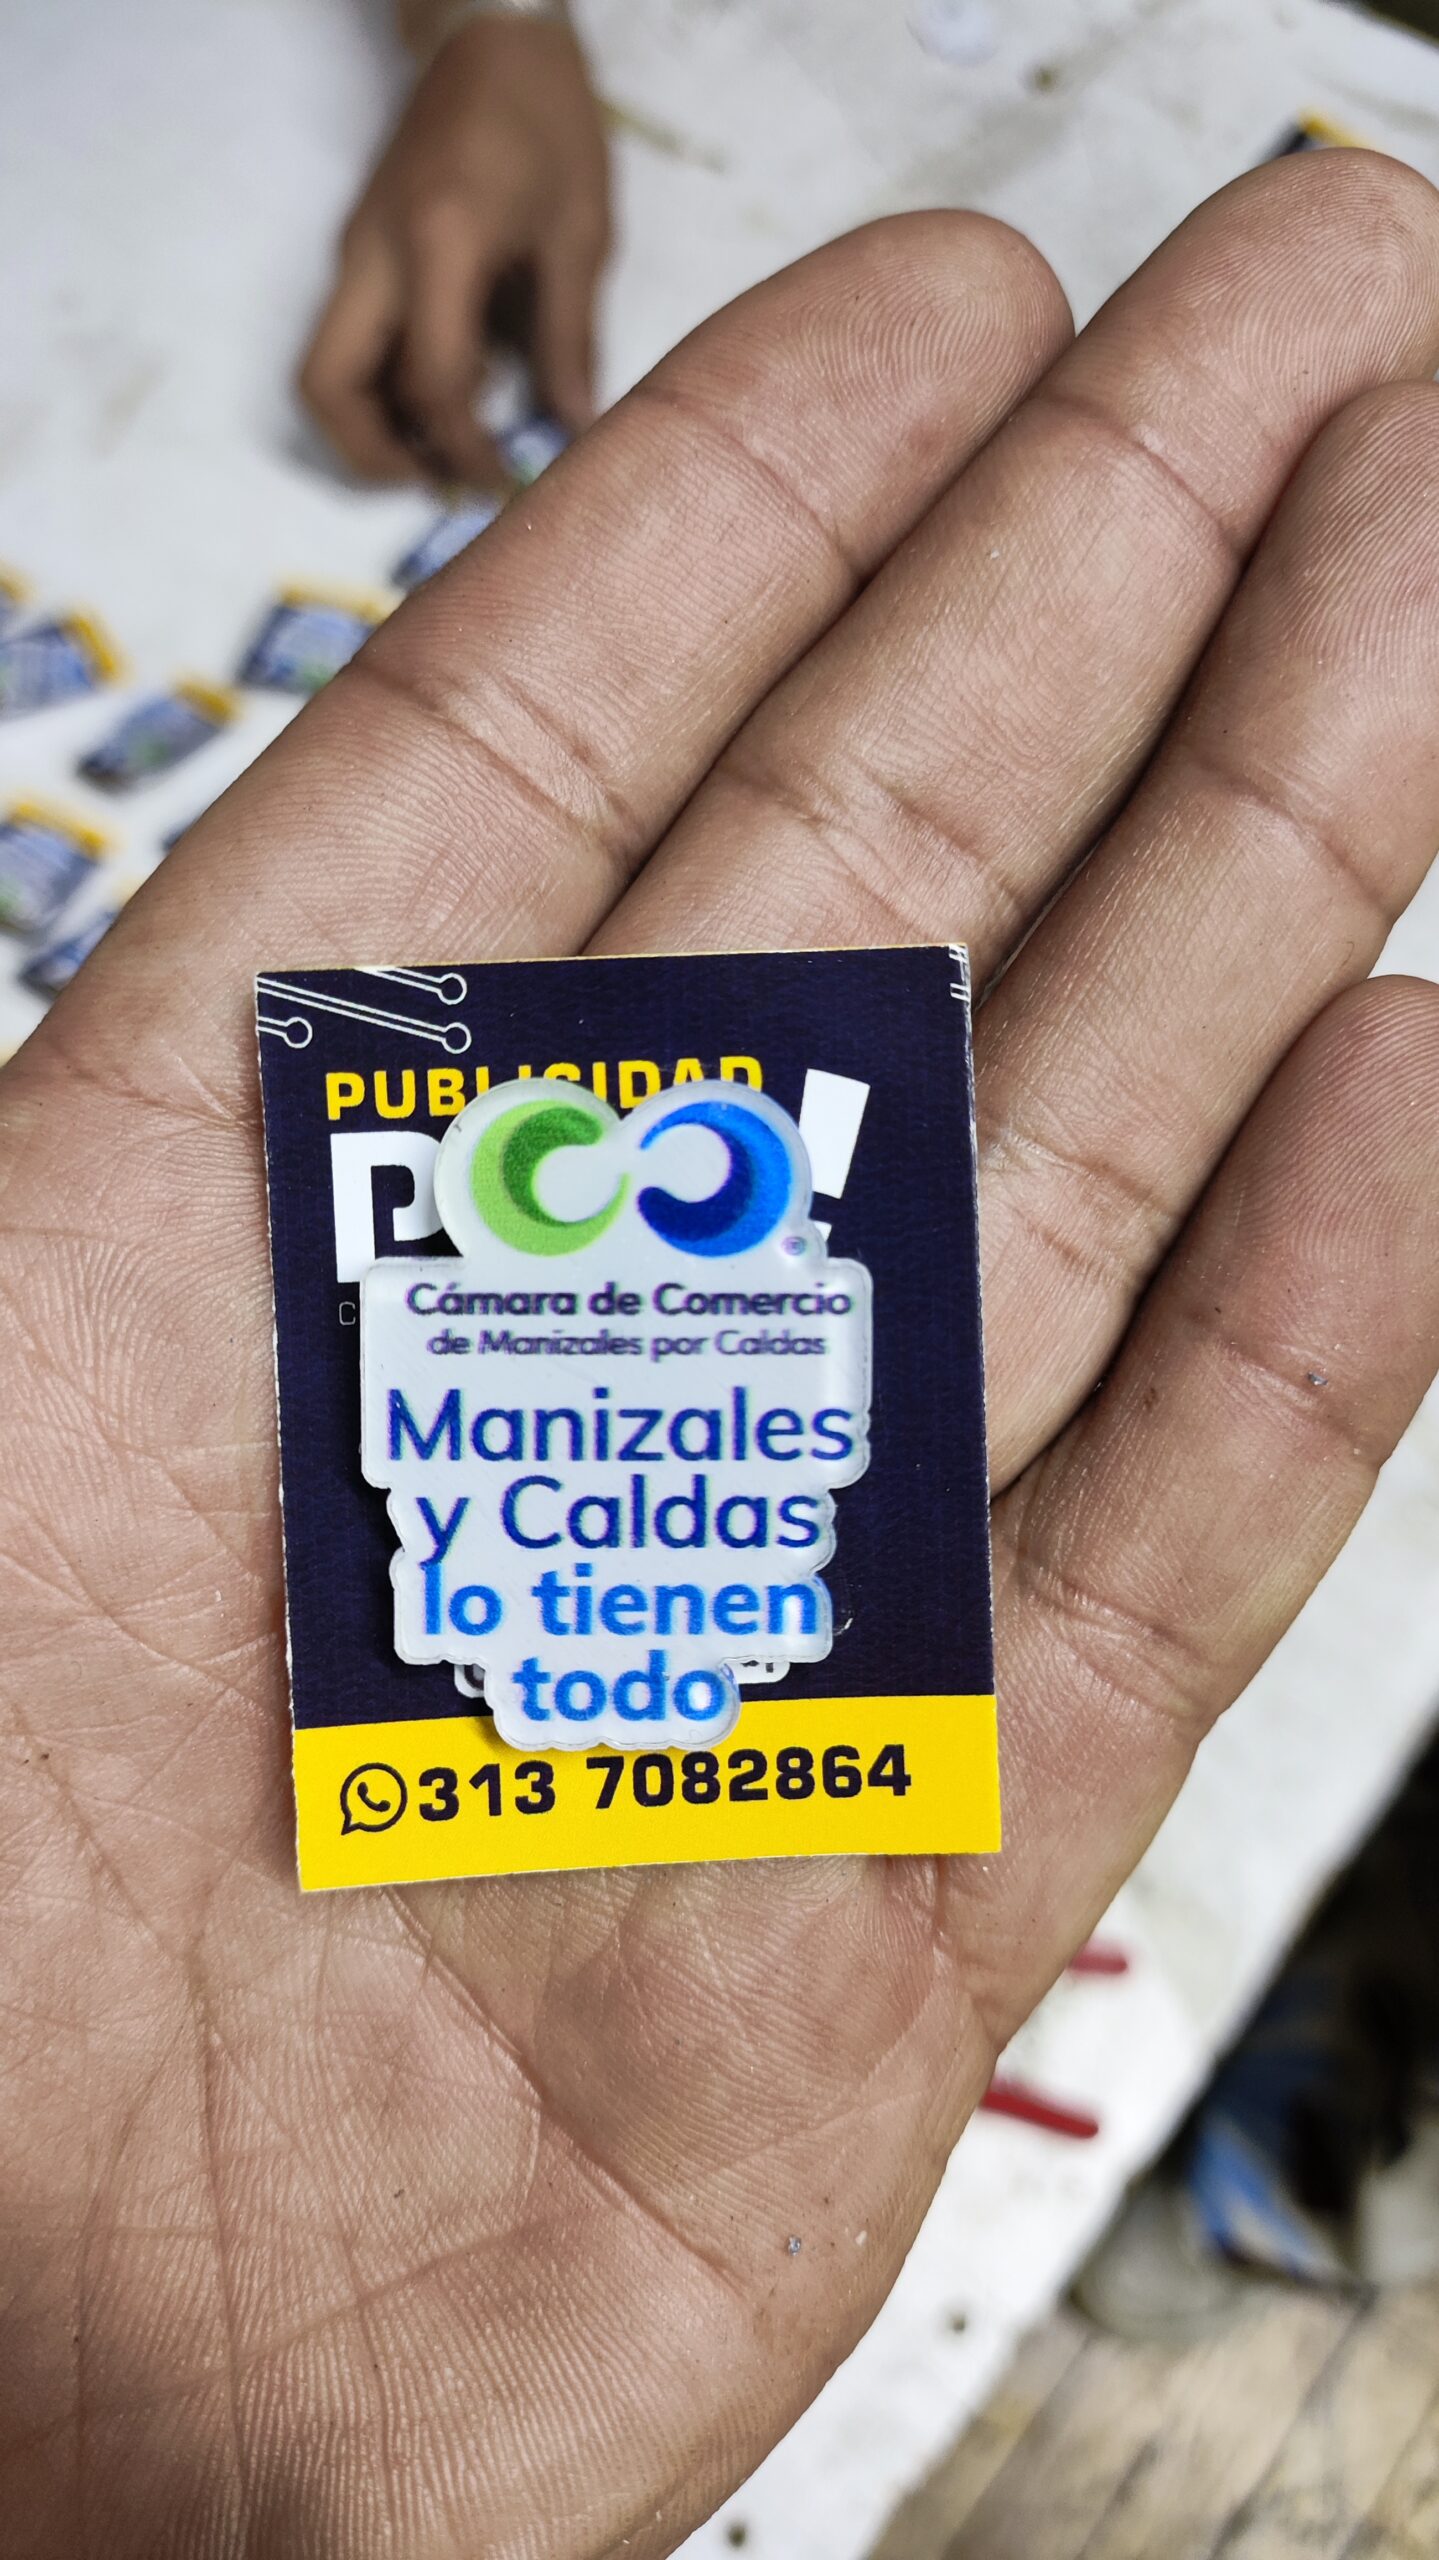 PUBLICIDAD
®
Cámara de Comercio
de Manizales por Caldas
Manizales
y Caldas
lo tienen
todo
313 7082864